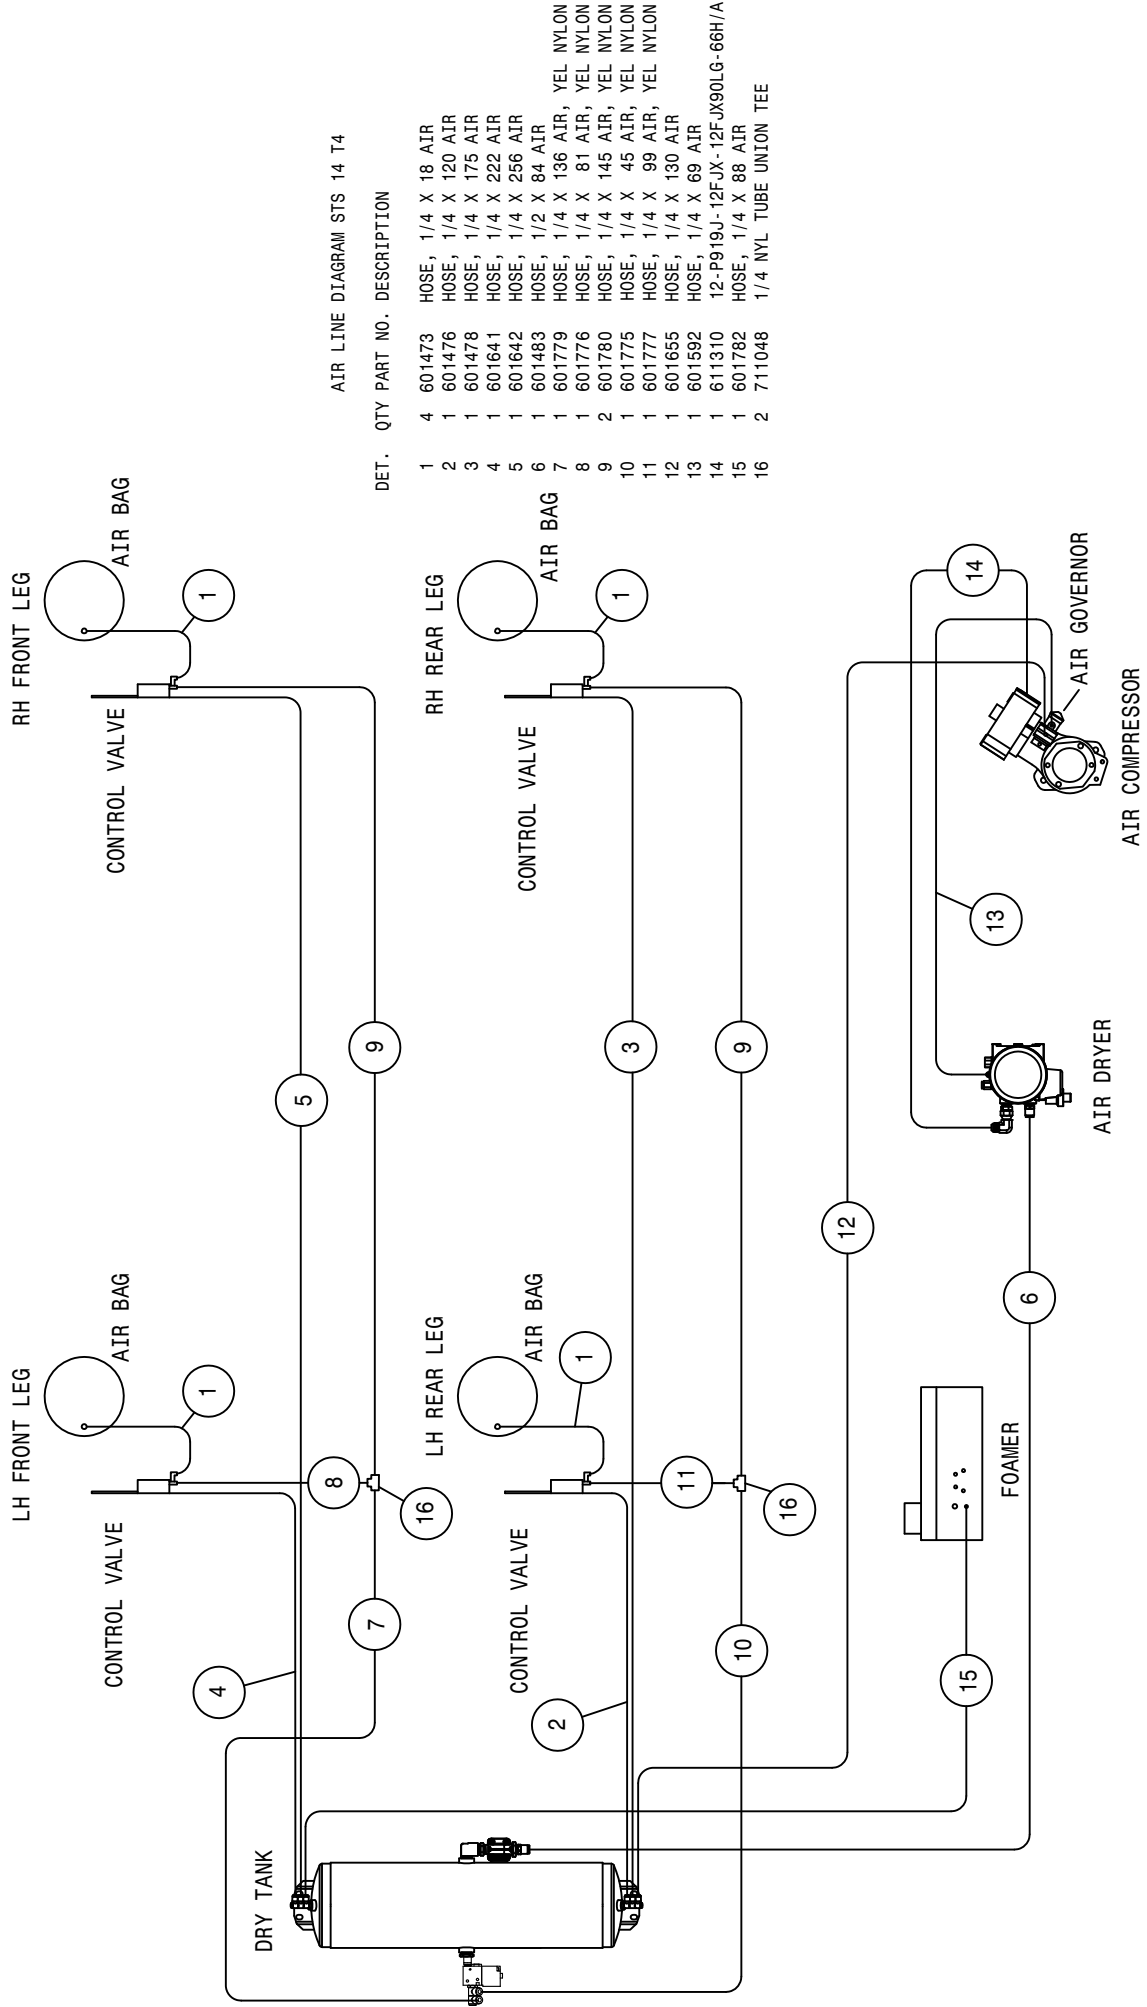 AIR LINE DIAGRAM STS 14 T4
DET. QTY PART NO. DESCRIPTION
1 4 601473 HOSE, 1/4 X 18 AIR
2 1 601476 HOSE, 1/4 X 120 AIR
3 1 601478 HOSE, 1/4 X 175 AIR
4 1 601641 HOSE, 1/4 X 222 AIR
5 1 601642 HOSE, 1/4 X 256 AIR
6 1 601483 HOSE, 1/2 X 84 AIR
7 1 601779 HOSE, 1/4 X 136 AIR, YEL NYLON
8 1 601776 HOSE, 1/4 X 81 AIR, YEL NYLON
9 2 601780 HOSE, 1/4 X 145 AIR, YEL NYLON
10 1 601775 HOSE, 1/4 X 45 AIR, YEL NYLON
11 1 601777 HOSE, 1/4 X 99 AIR, YEL NYLON
12 1 601655 HOSE, 1/4 X 130 AIR
13 1 601592 HOSE, 1/4 X 69 AIR
14 1 611310 12-P919J-12FJX-12FJX90LG-66H/A
15 1 601782 HOSE, 1/4 X 88 AIR
16 2 711048 1/4 NYL TUBE UNION TEE
LH FRONT LEG
RH FRONT LEG
AIR BAG
AIR BAG
1
1
CONTROL VALVE
CONTROL VALVE
4
5
8
16
7
9
DRY TANK
LH REAR LEG
RH REAR LEG
AIR BAG
AIR BAG
1
1
CONTROL VALVE
CONTROL VALVE
2
3
11
16
10
9
12
15
FOAMER
6
13
14
AIR DRYER
AIR GOVERNOR
AIR COMPRESSOR